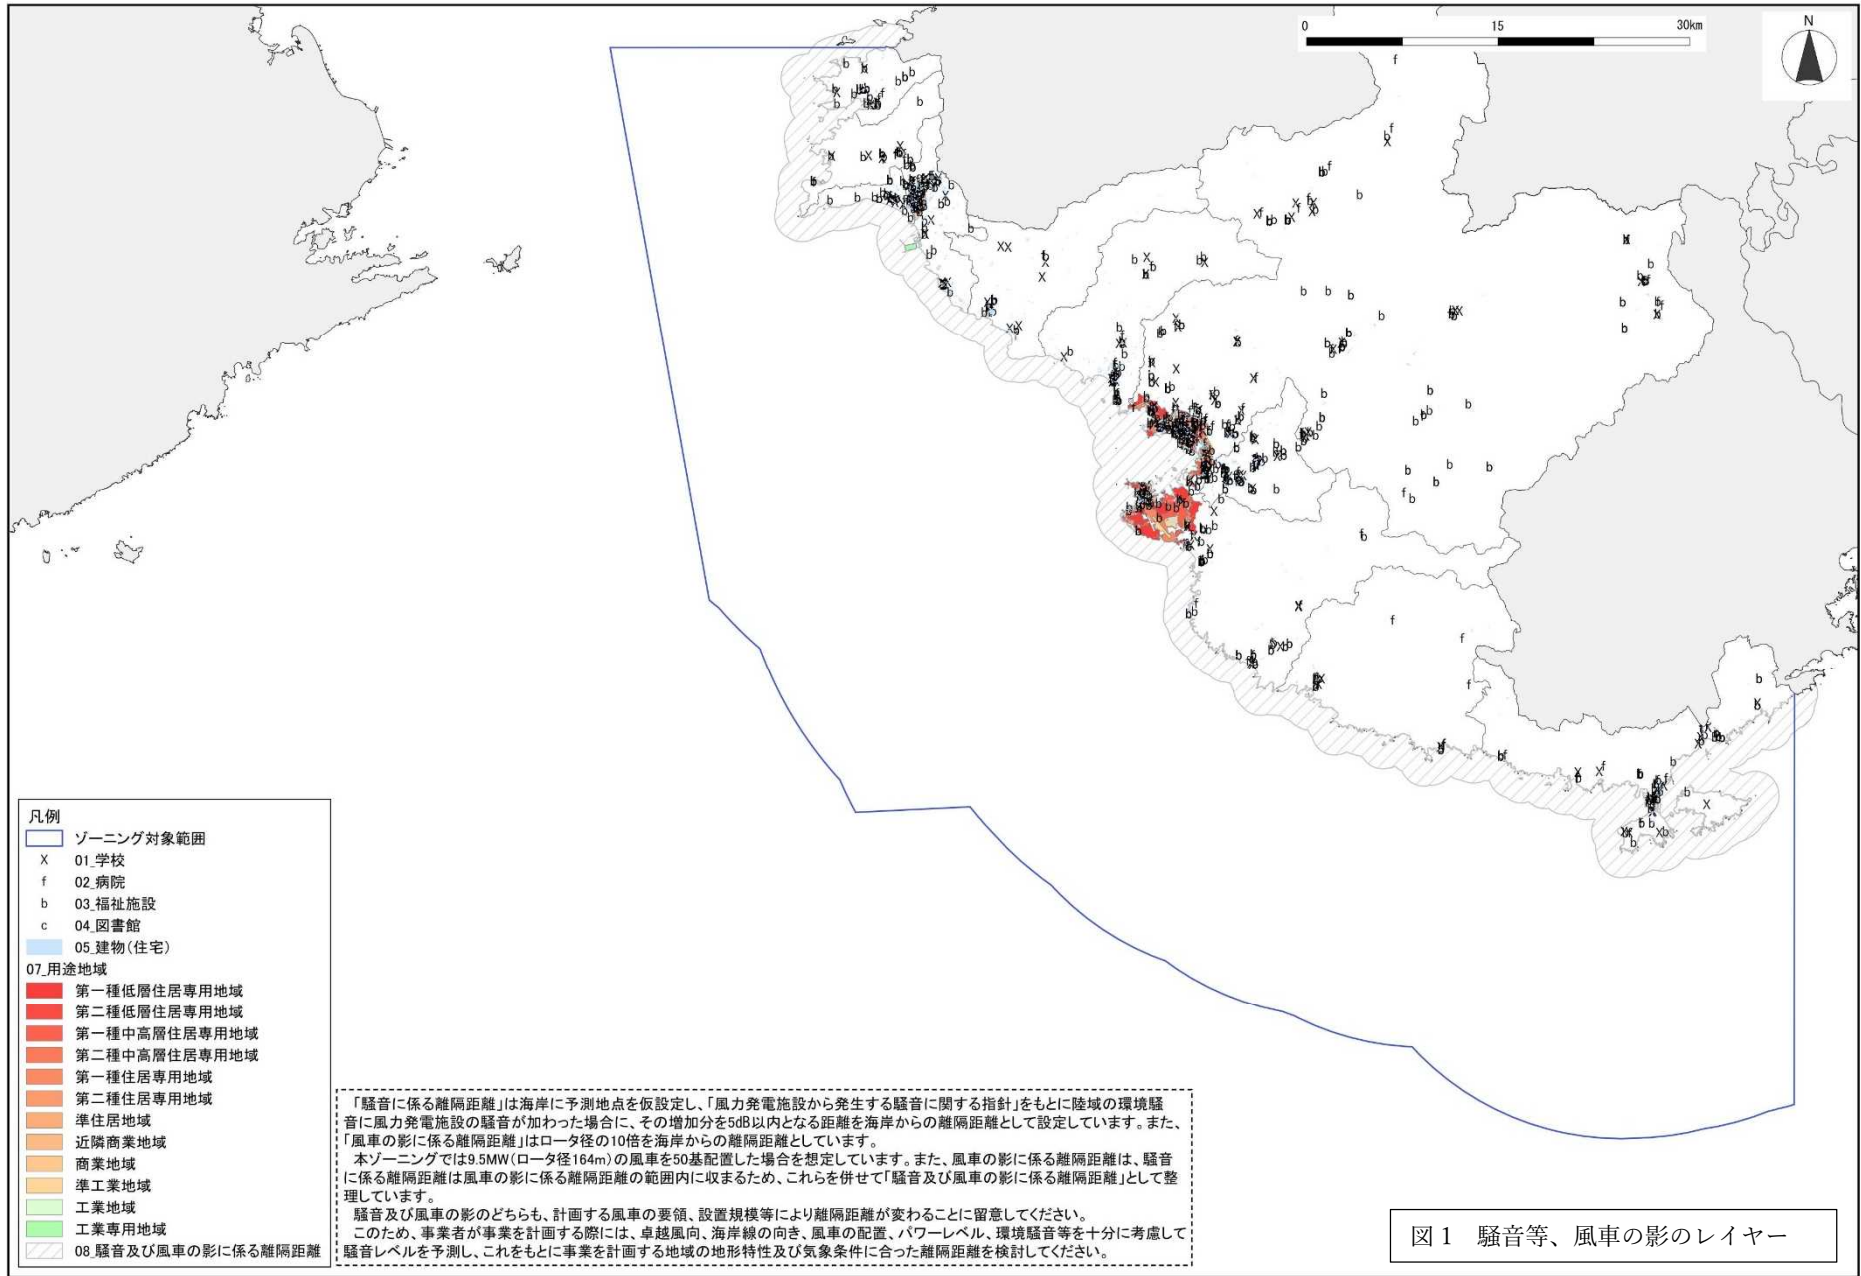 0 15 30km
N
凡例
ゾーニング対象範囲
X 01_学校
f 02_病院
b 03_福祉施設
c 04_図書館
05_建物(住宅)
07_用途地域
第一種低層住居専用地域
第二種低層住居専用地域
第一種中高層住居専用地域
第二種中高層住居専用地域
第一種住居専用地域
第二種住居専用地域
準住居地域
近隣商業地域
商業地域
準工業地域
工業地域
工業専用地域
08_騒音及び風車の影に係る離隔距離
「騒音に係る離隔距離」は海岸に予測地点を仮設定し、「風力発電施設から発生する騒音に関する指針」をもとに陸域の環境騒
音に風力発電施設の騒音が加わった場合に、その増加分を5dB以内となる距離を海岸からの離隔距離として設定しています。また、
「風車の影に係る離隔距離」はロータ径の10倍を海岸からの離隔距離としています。
本ゾーニングでは9.5MW(ロータ径164m)の風車を50基配置した場合を想定しています。また、風車の影に係る離隔距離は、騒音
に係る離隔距離は風車の影に係る離隔距離の範囲内に収まるため、これらを併せて「騒音及び風車の影に係る離隔距離」として整
理しています。
騒音及び風車の影のどちらも、計画する風車の要領、設置規模等により離隔距離が変わることに留意してください。
このため、事業者が事業を計画する際には、卓越風向、海岸線の向き、風車の配置、パワーレベル、環境騒音等を十分に考慮して
騒音レベルを予測し、これをもとに事業を計画する地域の地形特性及び気象条件に合った離隔距離を検討してください。
図1 騒音等、風車の影のレイヤー